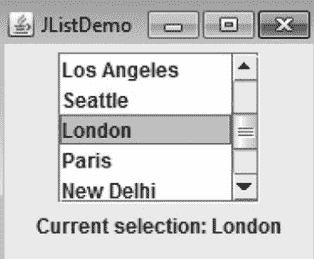 JListDemo
Los Angeles
Seattle
London
Paris
New Delhi
Current selection: London